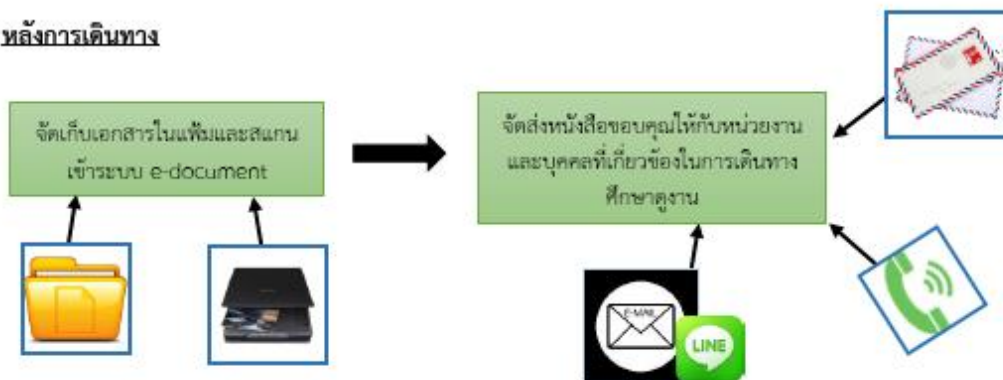 หลังการเดินทาง
จัดเก็บเอกสารในแฟ้มและสแกน
เข้าระบบ e-document
จัดส่งหนังสือขอบคุณให้กับหน่วยงาน
และบุคคลที่เกี่ยวข้องในการเดินทาง
ศึกษาดูงาน
E-MAIL
LINE